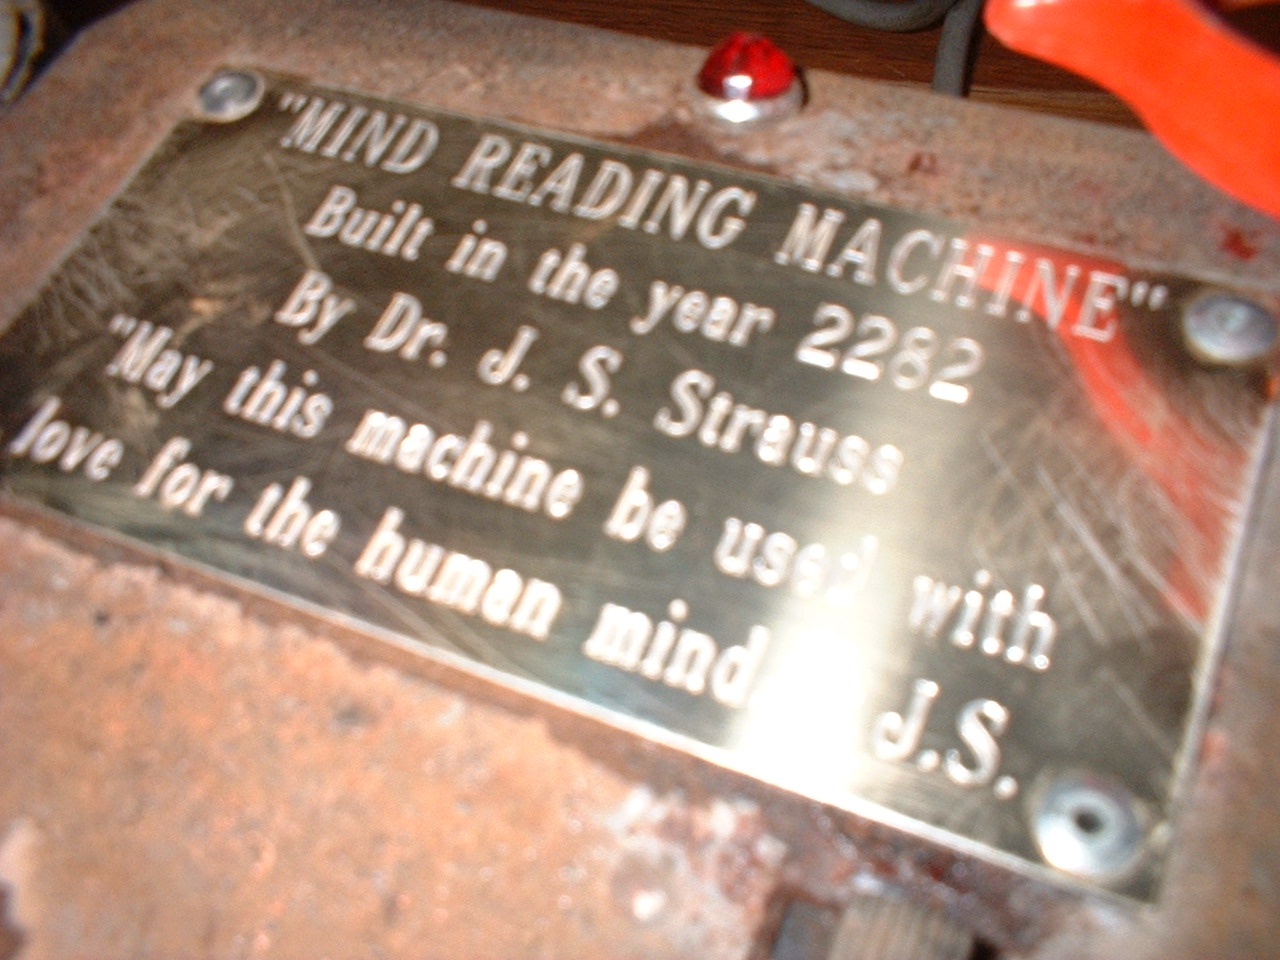 "MIND READING MACHINE"
Built in the year 2282
By Dr. J. S. Strauss
"May this machine be used with
love for the human mind J.S.